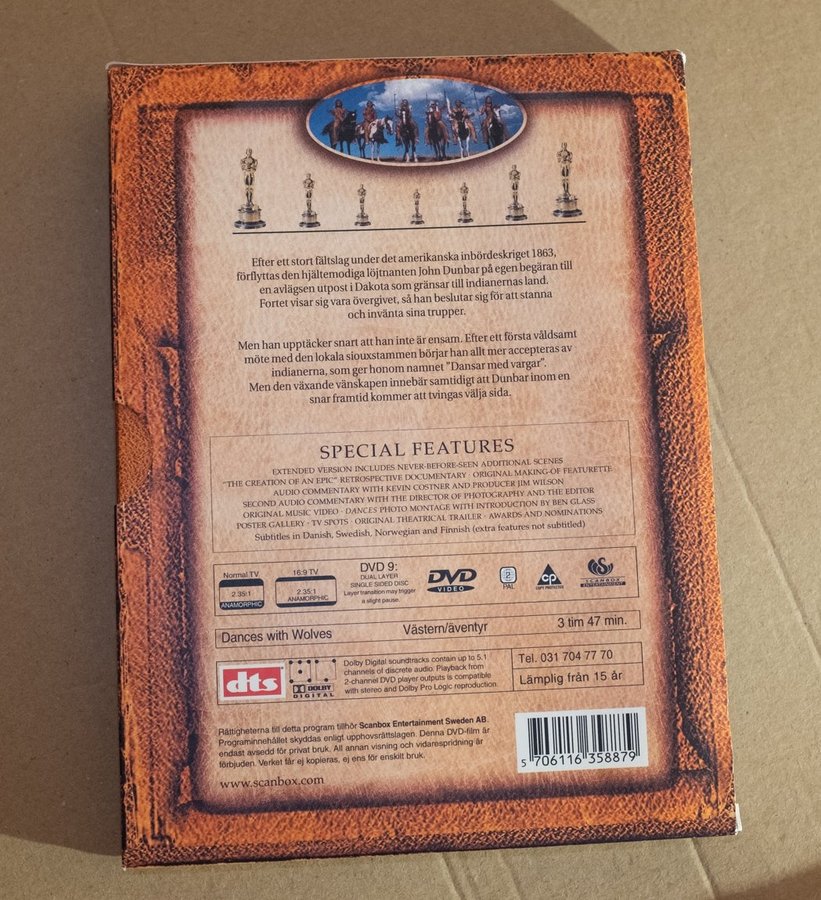 Efter ett stort fältslag under det amerikanska inbördeskriget 1863,
förflyttas den hjältemodiga löjtnanten John Dunbar på egen begäran till
en avlägsen utpost i Dakota som gränsar till indianernas land.
Fortet visar sig vara övergivet, så han beslutar sig för att stanna
och invänta sina trupper.
Men han upptäcker snart att han inte är ensam. Efter ett första våldsamt
möte med den lokala siouxstammen börjar han allt mer accepteras av
indianerna, som ger honom namnet "Dansar med vargar".
Men den växande vänskapen innebär samtidigt att Dunbar inom en
snar framtid kommer att tvingas välja sida.
SPECIAL FEATURES
EXTENDED VERSION INCLUDES NEVER-BEFORE-SEEN ADDITIONAL SCENES
"THE CREATION OF AN EPIC" RETROSPECTIVE DOCUMENTARY · ORIGINAL MAKING-OF FEATURETTE
AUDIO COMMENTARY WITH KEVIN COSTNER AND PRODUCER JIM WILSON
SECOND AUDIO COMMENTARY WITH THE DIRECTOR OF PHOTOGRAPHY AND THE EDITOR
ORIGINAL MUSIC VIDEO · DANCES PHOTO MONTAGE WITH INTRODUCTION BY BEN GLASS
POSTER GALLERY · TV SPOTS · ORIGINAL THEATRICAL TRAILER · AWARDS AND NOMINATIONS
Subtitles in Danish, Swedish, Norwegian and Finnish (extra features not subtitled)
Normal TV
2.35:1
ANAMORPHIC
16:9 TV
2.35:1
ANAMORPHIC
DVD 9:
DUAL LAYER
SINGLE SIDED DISC
Layer transition may trigger
a slight pause.
DVD
VIDEO
2
PAL
CP
COPY PROTECTED
SCANBOX
ENTERTAINMENT
Dances with Wolves
Västern/äventyr
3 tim 47 min.
dts
DOLBY
DIGITAL
Dolby Digital soundtracks contain up to 5.1
channels of discrete audio. Playback from
2-channel DVD player outputs is compatible
with stereo and Dolby Pro Logic reproduction.
Tel. 031 704 77 70
Lämplig från 15 år
Rättigheterna till detta program tillhör Scanbox Entertainment Sweden AB.
Programinnehållet skyddas enligt upphovsrättslagen. Denna DVD-film är
endast avsedd för privat bruk. All annan visning och vidarespridning är
förbjuden. Verket får ej kopieras, ej ens för enskilt bruk.
www.scanbox.com
5 706116 358879